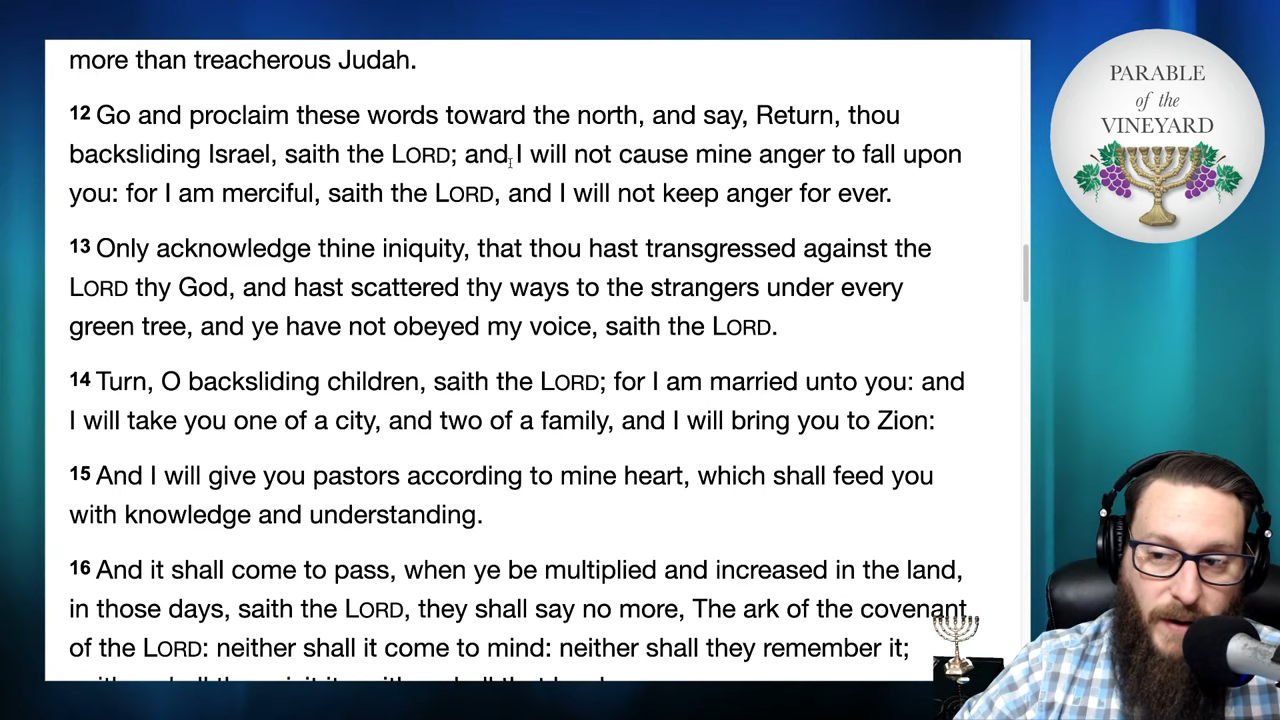 more than treacherous Judah.
12 Go and proclaim these words toward the north, and say, Return, thou
backsliding Israel, saith the LORD; and I will not cause mine anger to fall upon
you: for I am merciful, saith the LORD, and I will not keep anger for ever.
13 Only acknowledge thine iniquity, that thou hast transgressed against the
LORD thy God, and hast scattered thy ways to the strangers under every
green tree, and ye have not obeyed my voice, saith the LORD.
14 Turn, O backsliding children, saith the LORD; for I am married unto you: and
I will take you one of a city, and two of a family, and I will bring you to Zion:
15 And I will give you pastors according to mine heart, which shall feed you
with knowledge and understanding.
16 And it shall come to pass, when ye be multiplied and increased in the land,
in those days, saith the LORD, they shall say no more, The ark of the covenant
of the LORD: neither shall it come to mind: neither shall they remember it;
PARABLE
of the
VINEYARD